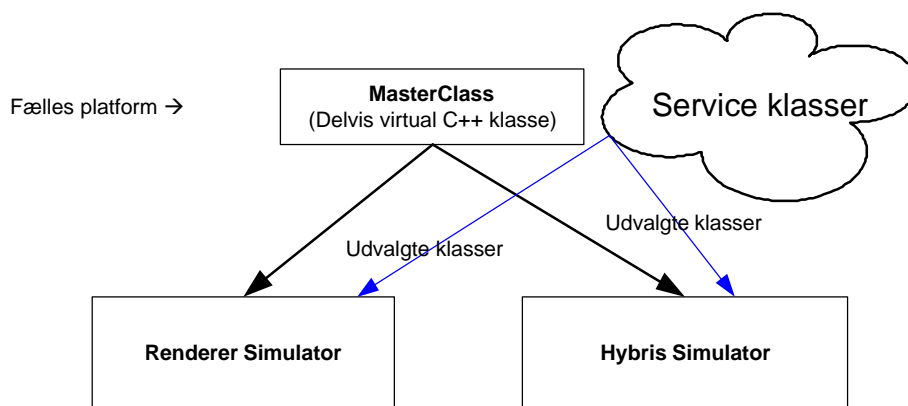 Fælles platform →
MasterClass
(Delvis virtual C++ klasse)
Service klasser
Udvalgte klasser
Udvalgte klasser
Renderer Simulator
Hybris Simulator